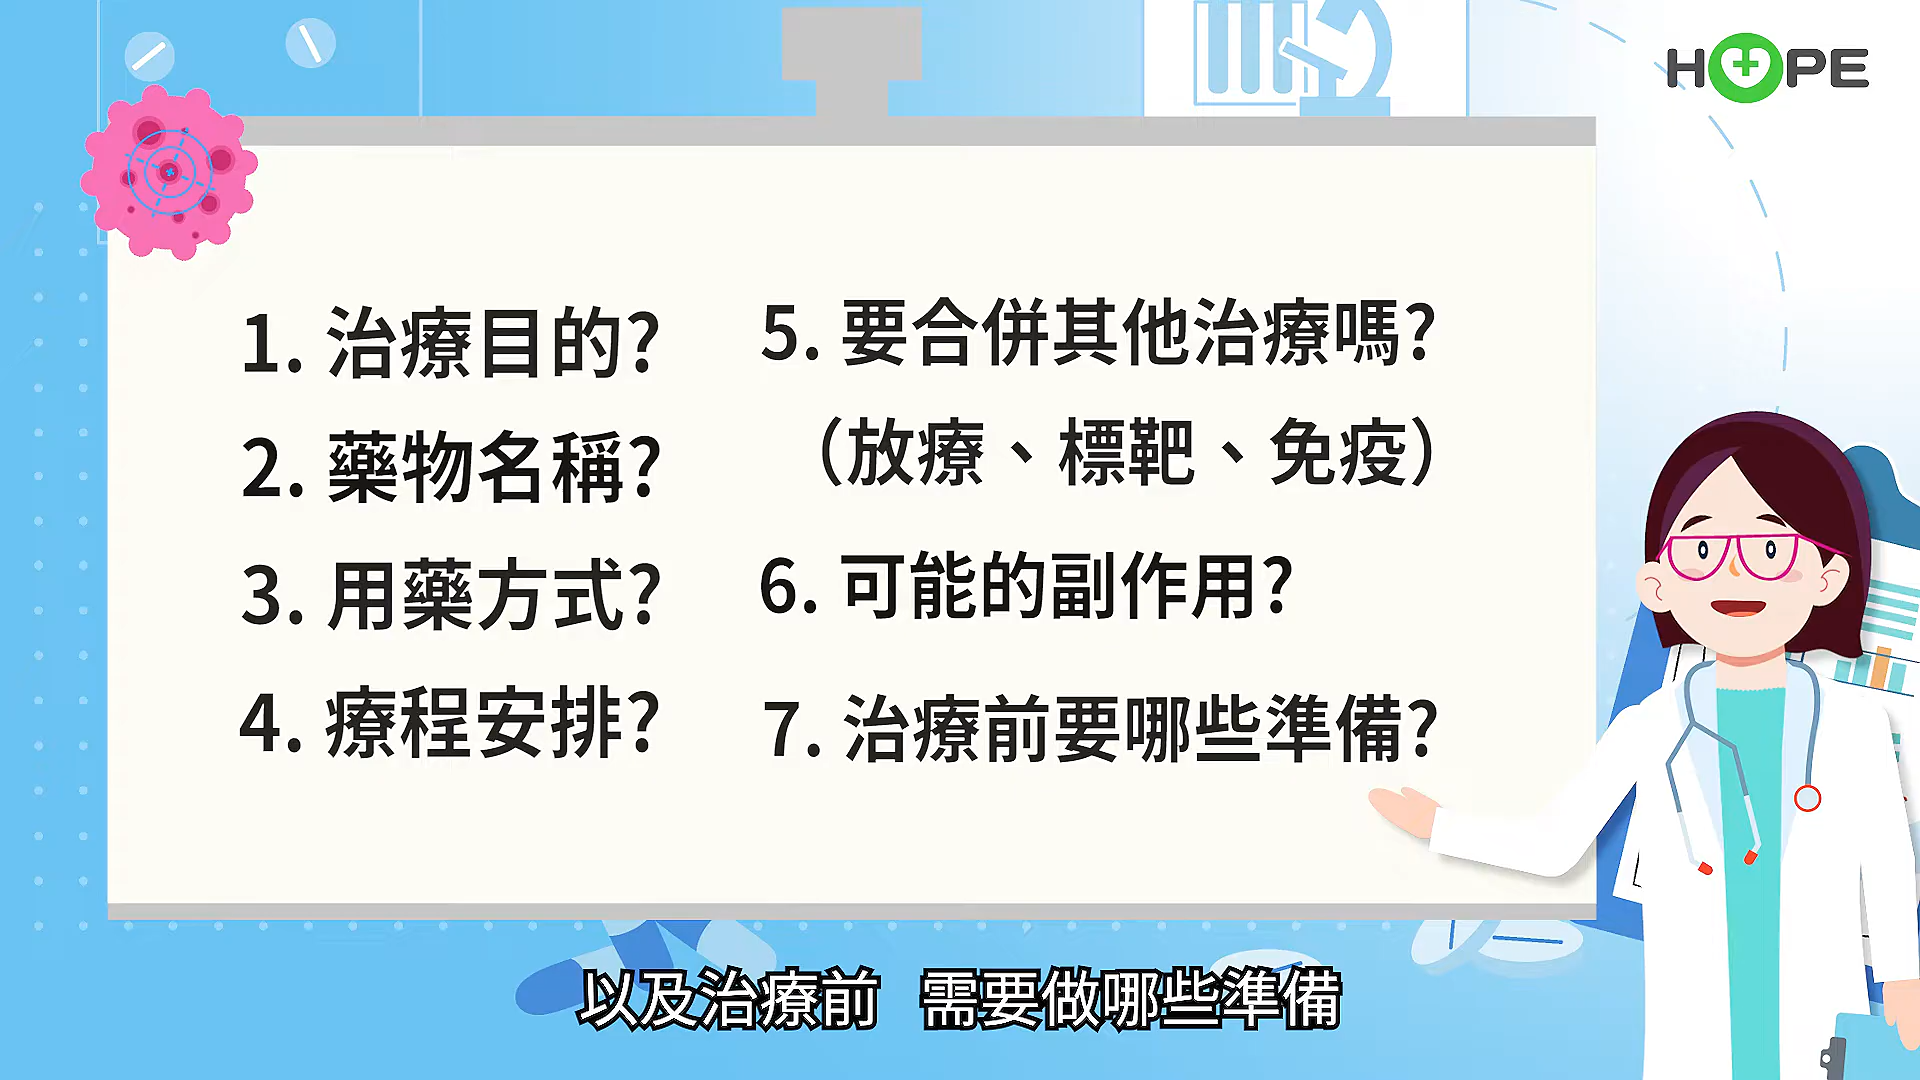 HOPE
1. 治療目的?
2. 藥物名稱?
3. 用藥方式?
4. 療程安排?
5. 要合併其他治療嗎?
（放療、標靶、免疫）
6. 可能的副作用?
7. 治療前要哪些準備?
以及治療前 需要做哪些準備